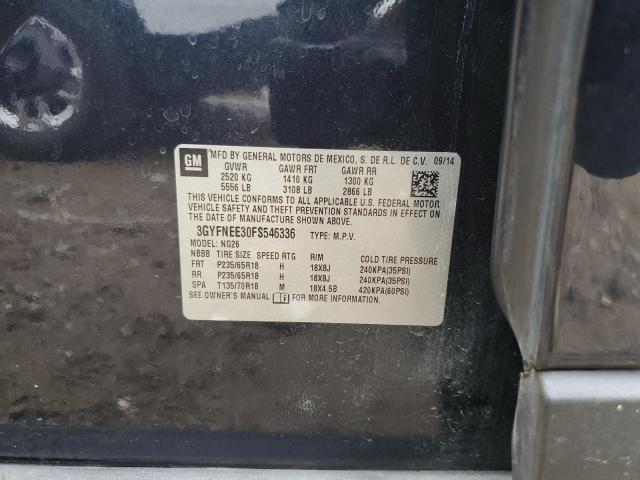 GM
MFD BY GENERAL MOTORS DE MEXICO, S. DE R.L. DE C.V. 09/14
GVWR GAWR FRT GAWR RR
2520 KG 1410 KG 1300 KG
5556 LB 3108 LB 2866 LB
THIS VEHICLE CONFORMS TO ALL APPLICABLE U.S. FEDERAL MOTOR
VEHICLE SAFETY AND THEFT PREVENTION STANDARDS IN EFFECT ON THE
DATE OF MANUFACTURE SHOWN ABOVE.
3GYFNEE30FS546336 TYPE: M.P.V.
MODEL: NG26
NBBB TIRE SIZE SPEED RTG RIM COLD TIRE PRESSURE
FRT P235/65R18 H 18X8J 240KPA(35PSI)
RR P235/65R18 H 18X8J 240KPA(35PSI)
SPA T135/70R18 M 18X4.5B 420KPA(60PSI)
SEE OWNER'S MANUAL FOR MORE INFORMATION.